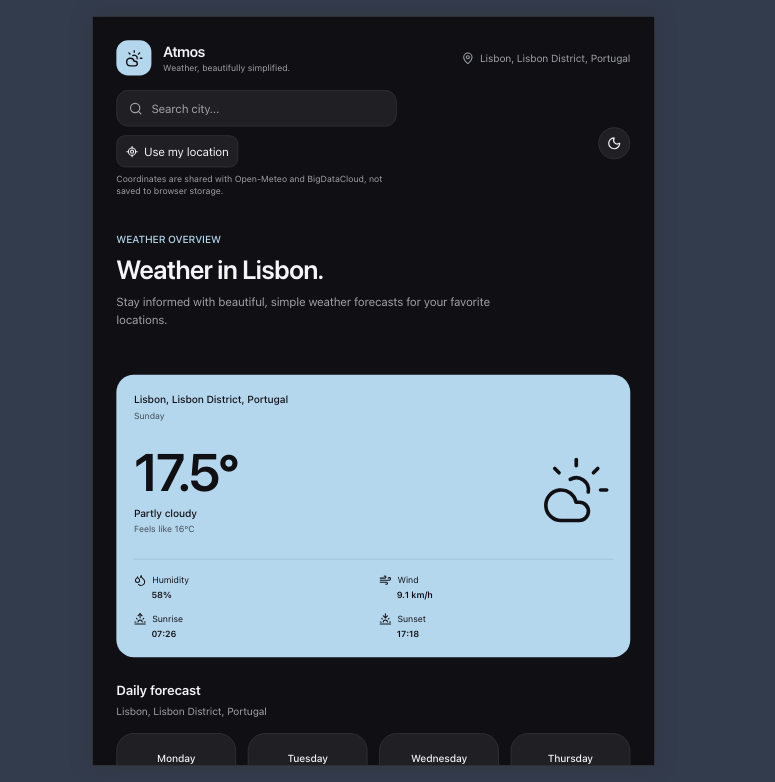 Atmos
Weather, beautifully simplified.
Lisbon, Lisbon District, Portugal
Search city...
Use my location
Coordinates are shared with Open-Meteo and BigDataCloud, not
saved to browser storage.
WEATHER OVERVIEW
Weather in Lisbon.
Stay informed with beautiful, simple weather forecasts for your favorite
locations.
Lisbon, Lisbon District, Portugal
Sunday
17.5°
Partly cloudy
Feels like 16°C
Humidity
58%
Wind
9.1 km/h
Sunrise
07:26
Sunset
17:18
Daily forecast
Lisbon, Lisbon District, Portugal
Monday
Tuesday
Wednesday
Thursday